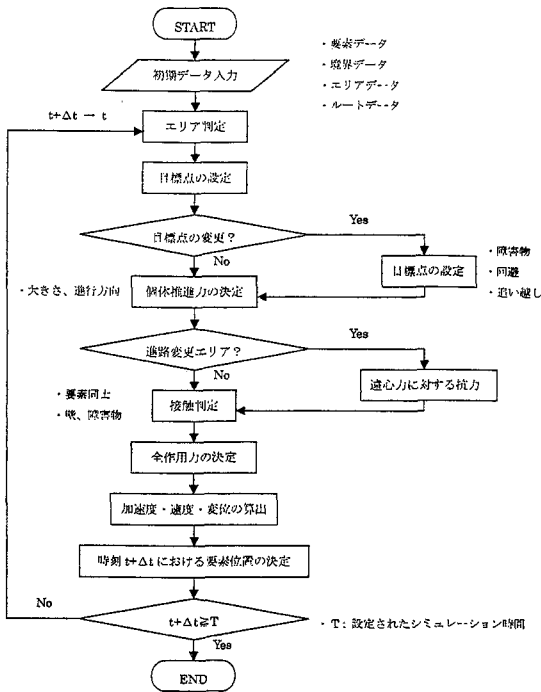 START
初期データ入力
・要素データ
・境界データ
・エリアデータ
・ルートデータ
t+Δt → t
エリア判定
目標点の設定
目標点の変更？
Yes
No
目標点の設定
・障害物
・回避
・追い越し
・大きさ、進行方向
個体推進力の決定
進路変更エリア？
Yes
No
遠心力に対する抗力
・要素同士
・壁、障害物
接触判定
全作用力の決定
加速度・速度・変位の算出
時刻 t+Δt における要素位置の決定
No
t+Δt≧T
・T：設定されたシミュレーション時間
Yes
END